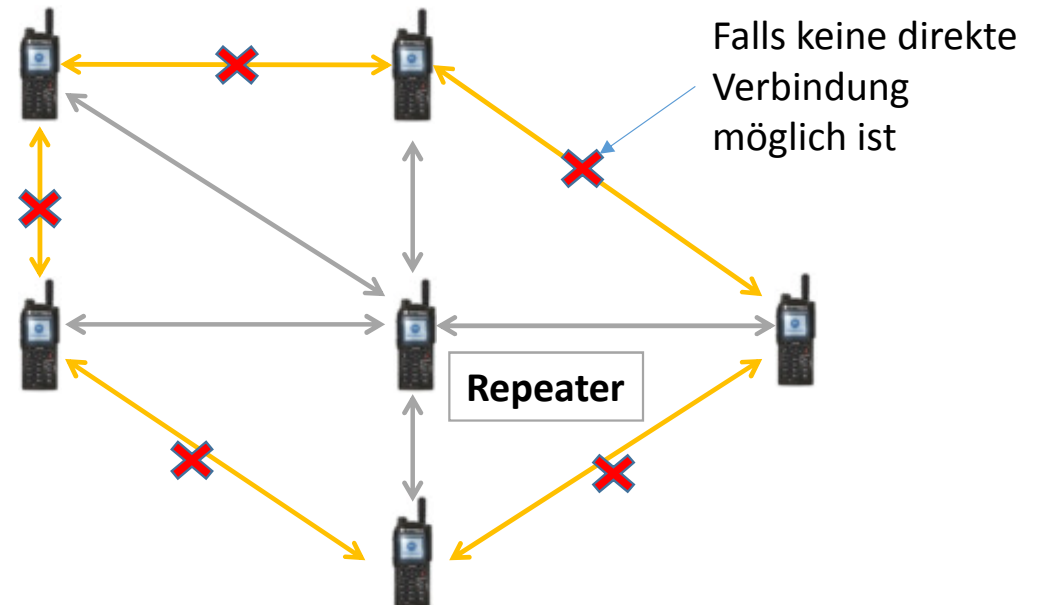 Falls keine direkte
Verbindung
möglich ist
Repeater